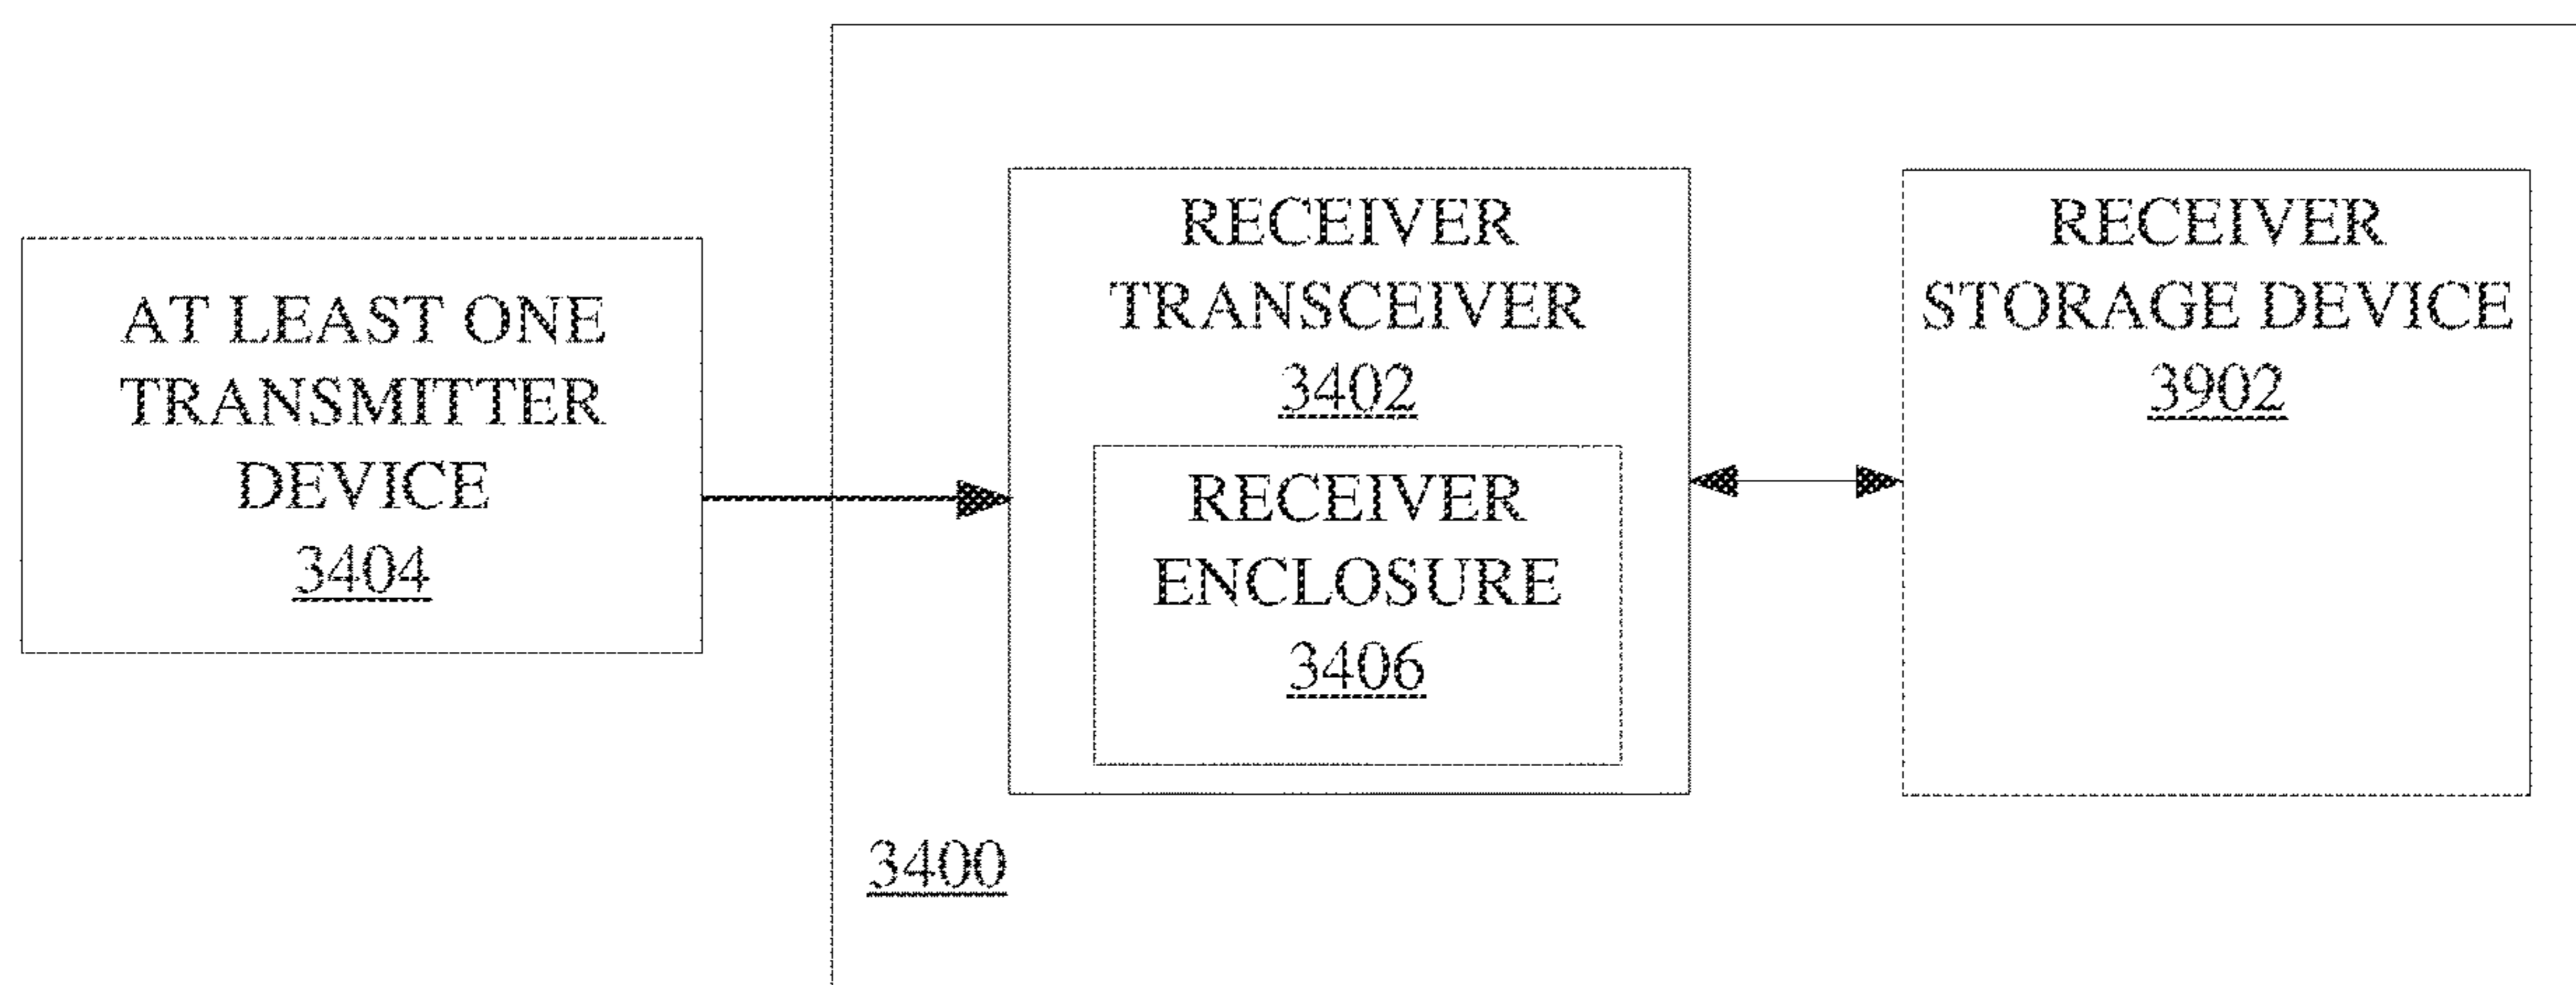 AT LEAST ONE
TRANSMITTER
DEVICE
3404
RECEIVER
TRANSCEIVER
3402
RECEIVER
ENCLOSURE
3406
RECEIVER
STORAGE DEVICE
3902
3400